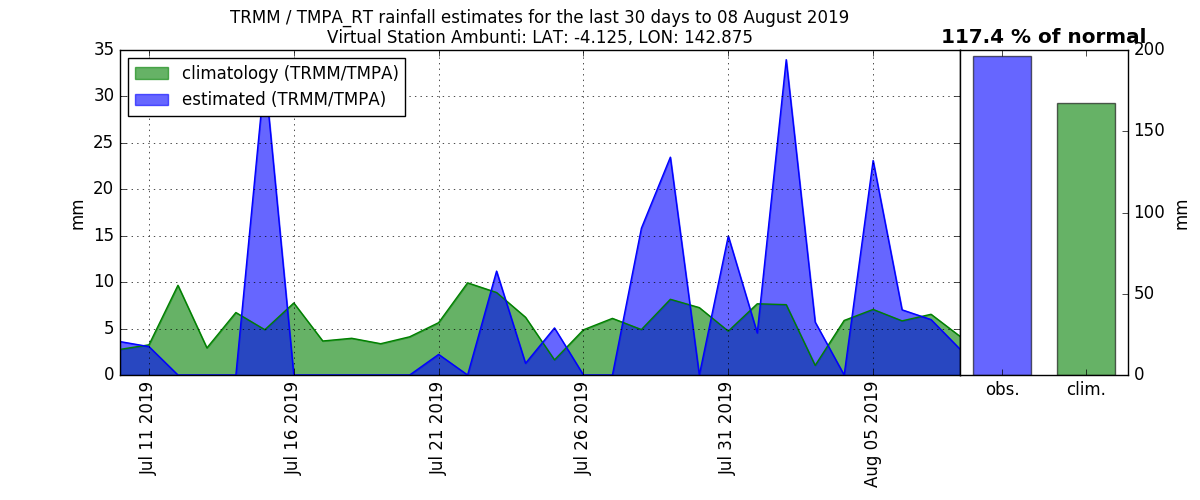 TRMM / TMPA_RT rainfall estimates for the last 30 days to 08 August 2019
Virtual Station Ambunti: LAT: -4.125, LON: 142.875
117.4 % of normal
climatology (TRMM/TMPA)
estimated (TRMM/TMPA)
35
30
25
20
15
10
5
0
mm
Jul 11 2019
Jul 16 2019
Jul 21 2019
Jul 26 2019
Jul 31 2019
Aug 05 2019
obs.
clim.
200
150
100
50
0
mm